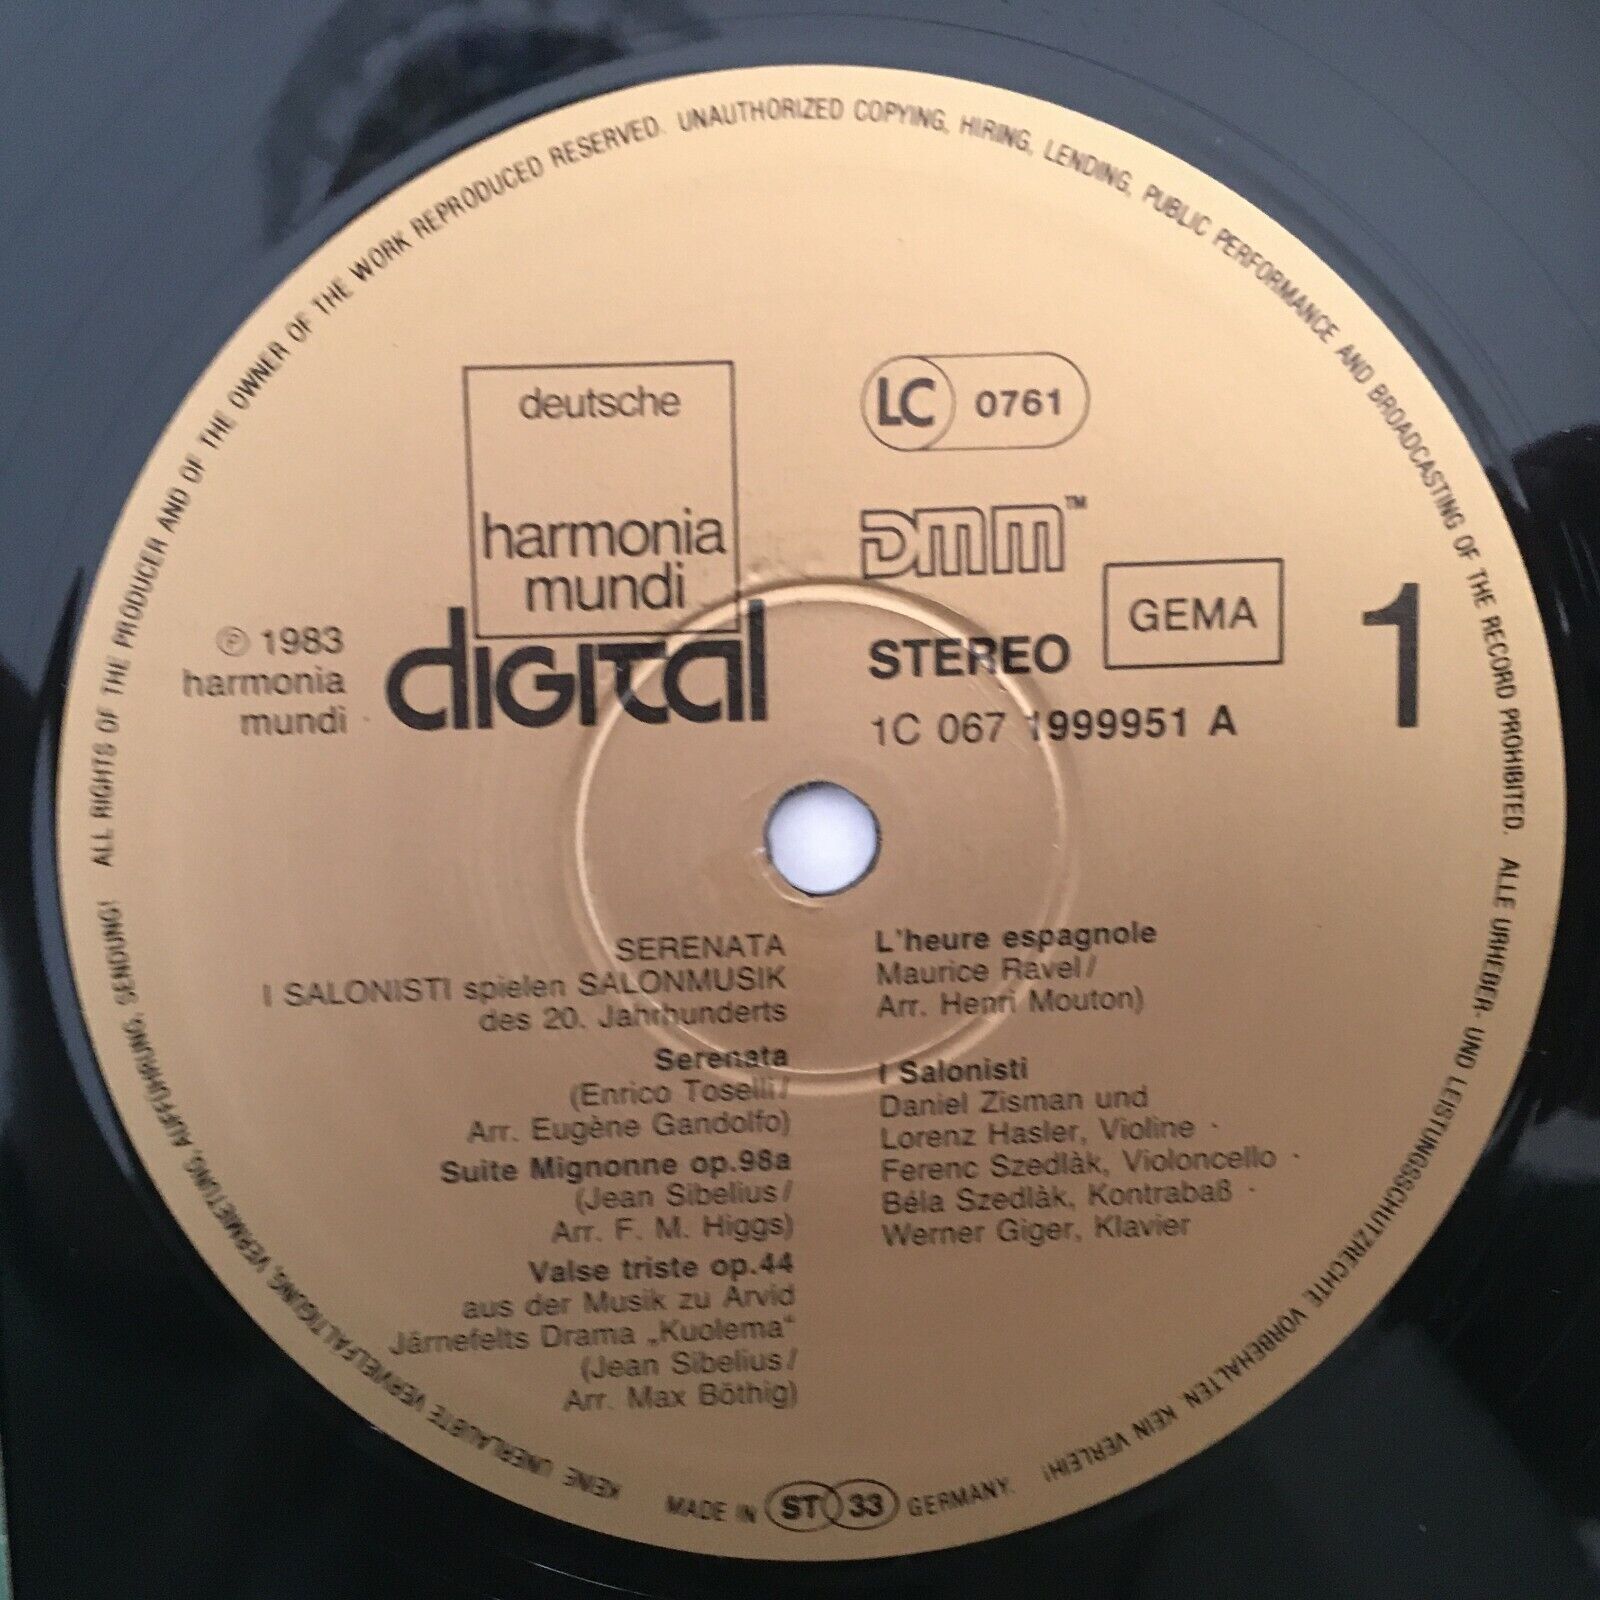 ALL RIGHTS OF THE PRODUCER AND OF THE OWNER OF THE WORK REPRODUCED RESERVED. UNAUTHORIZED COPYING, HIRING, LENDING, PUBLIC PERFORMANCE AND BROADCASTING OF THE RECORD PROHIBITED.
ALLE URHEBER- UND LEISTUNGSSCHUTZRECHTE VORBEHALTEN. KEIN VERLEIH!
KEINE UNERLAUBTE VERVIELFÄLTIGUNG, VERMIETUNG, AUFFÜHRUNG, SENDUNG!
deutsche
harmonia
mundi
digital
℗ 1983
harmonia
mundi
LC 0761
DMM™
GEMA
STEREO
1C 067 1999951 A
1
SERENATA
I SALONISTI spielen SALONMUSIK
des 20. Jahrhunderts
Serenata
(Enrico Toselli/
Arr. Eugène Gandolfo)
Suite Mignonne op.98a
(Jean Sibelius/
Arr. F. M. Higgs)
Valse triste op.44
aus der Musik zu Arvid
Järnefelts Drama „Kuolema"
(Jean Sibelius/
Arr. Max Böthig)
L'heure espagnole
Maurice Ravel/
Arr. Henri Mouton)
I Salonisti
Daniel Zisman und
Lorenz Hasler, Violine ·
Ferenc Szedlàk, Violoncello ·
Béla Szedlàk, Kontrabaß ·
Werner Giger, Klavier
MADE IN ST 33 GERMANY.